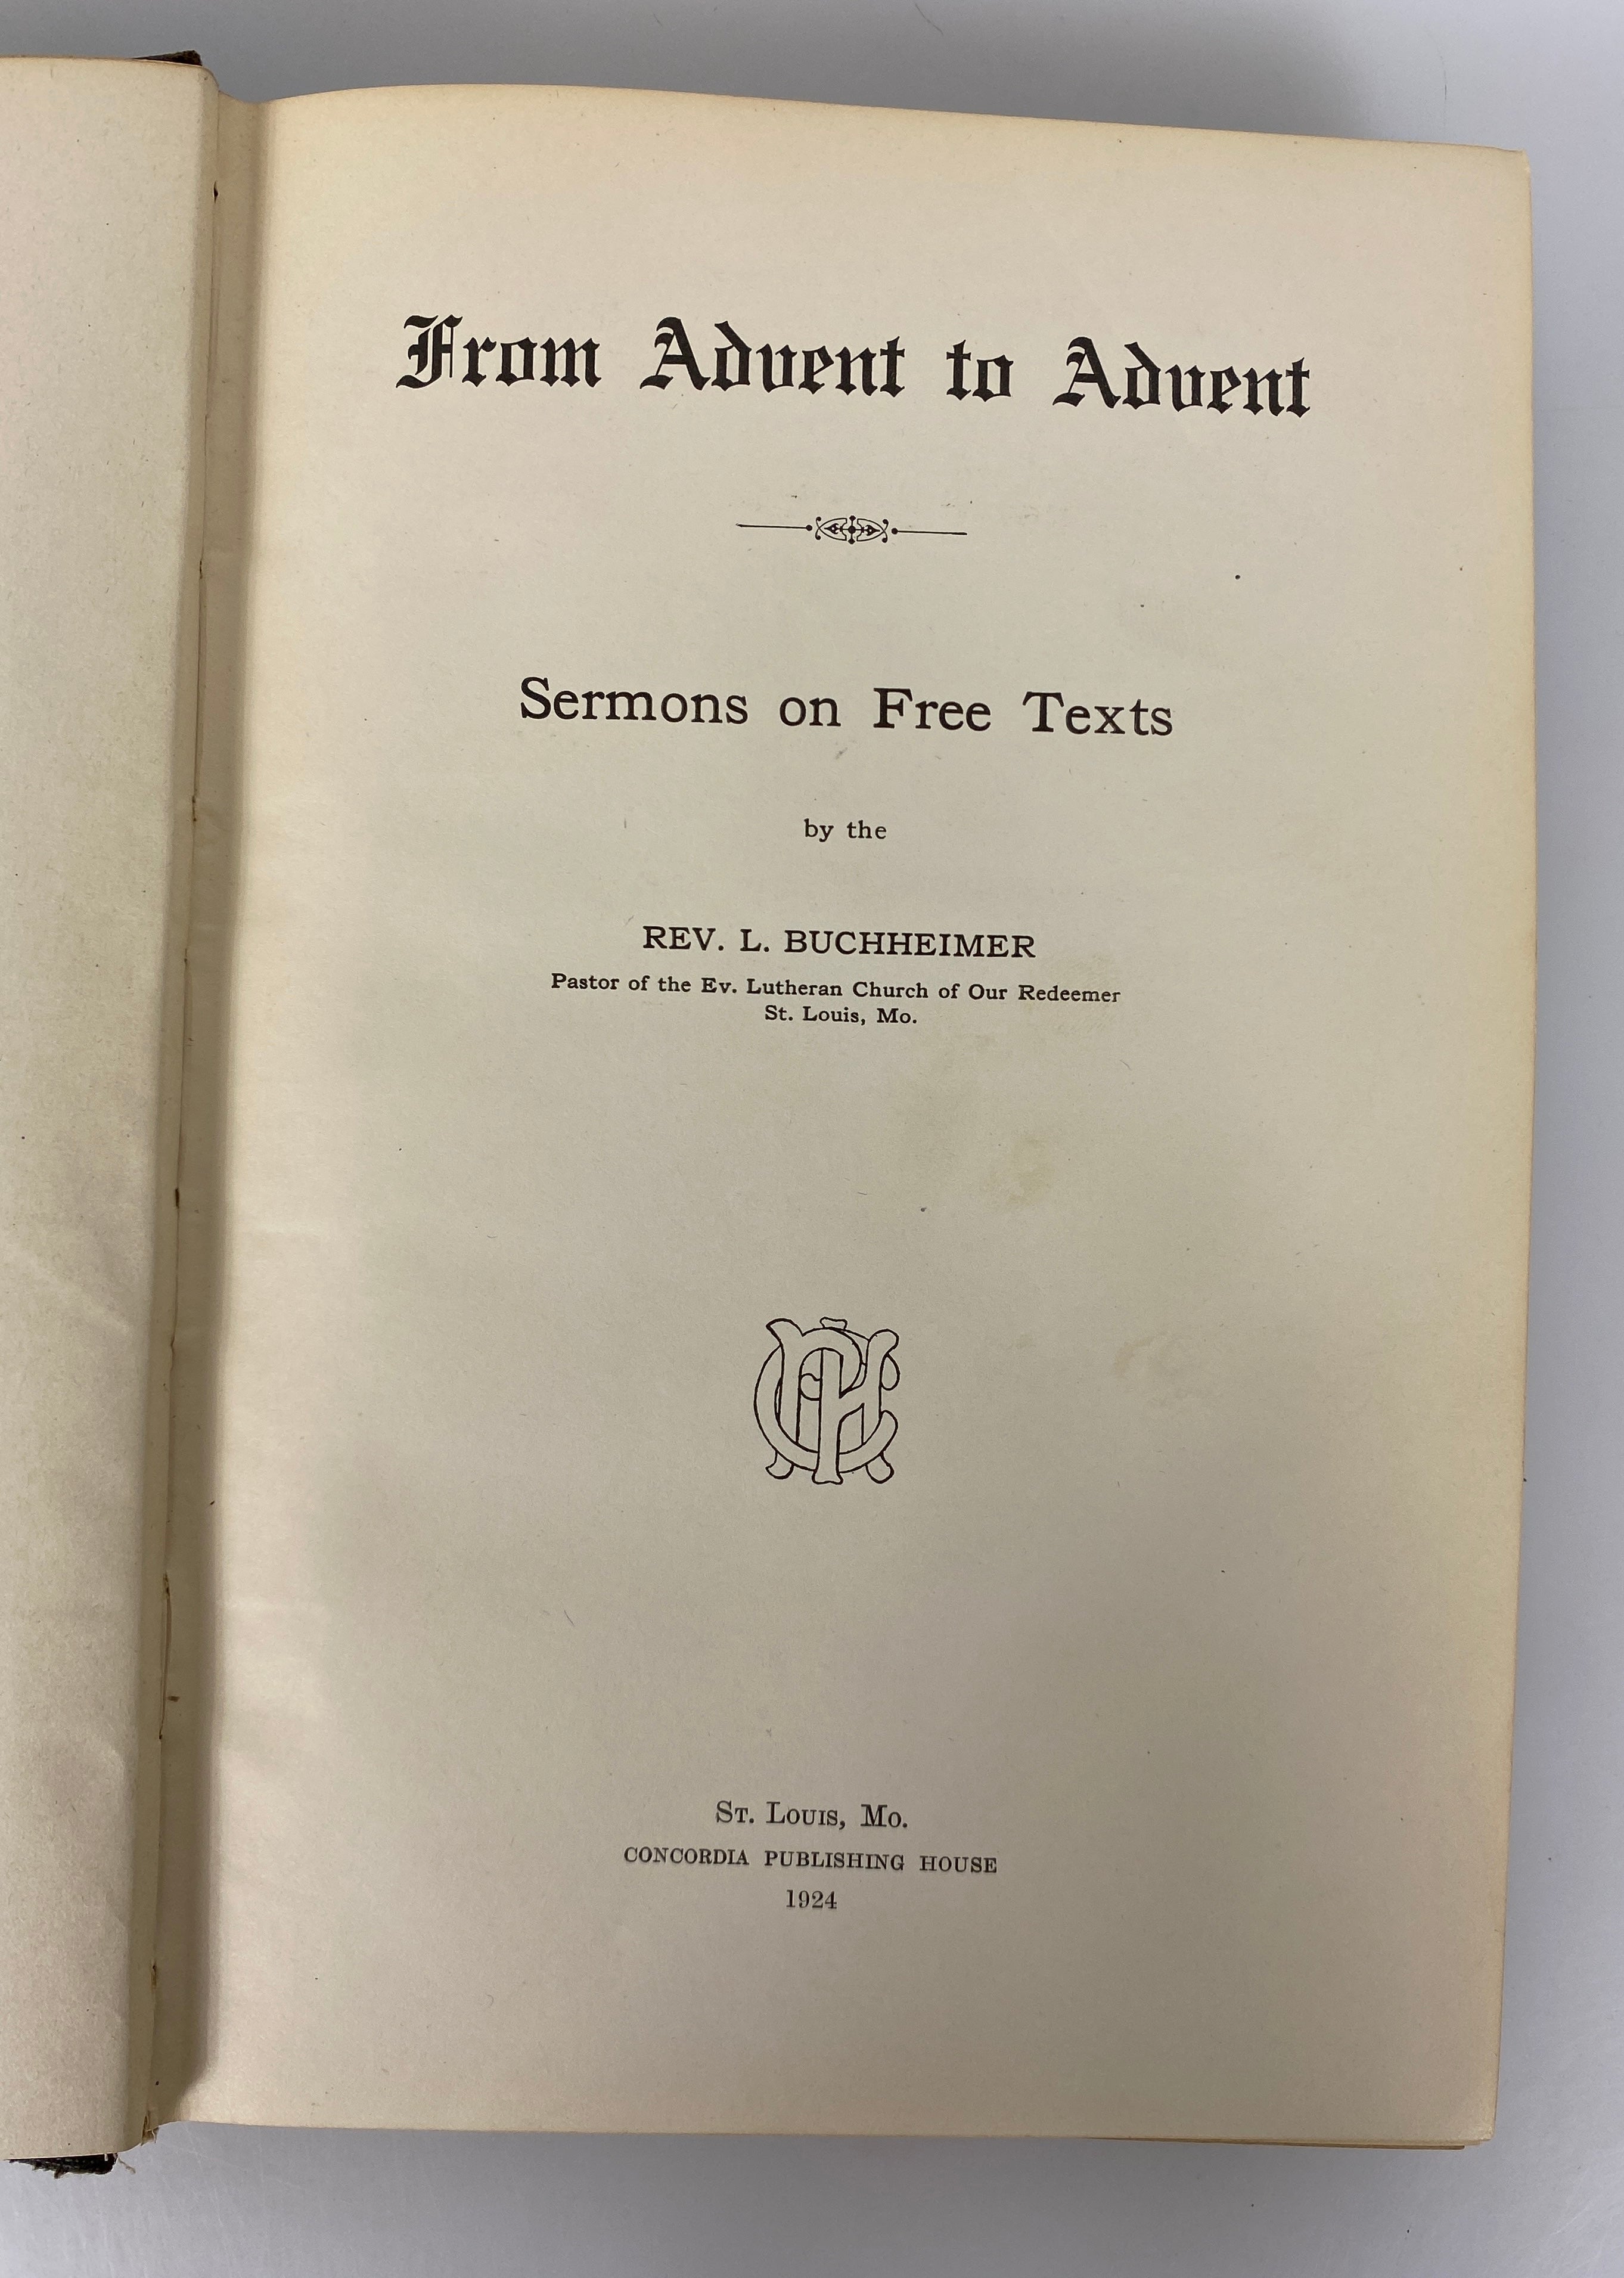 From Advent to Advent
Sermons on Free Texts
by the
REV. L. BUCHHEIMER
Pastor of the Ev. Lutheran Church of Our Redeemer
St. Louis, Mo.
CPH
St. Louis, Mo.
CONCORDIA PUBLISHING HOUSE
1924